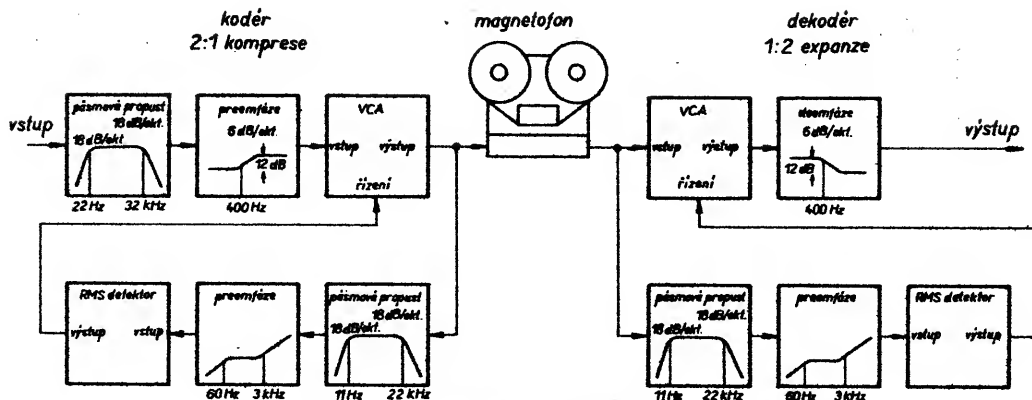 kodér
2:1 komprese
magnetofon
dekodér
1:2 expanze
vstup
pásmová propust
18 dB/okt.
18 dB/okt
22 Hz
32 kHz
preemfáze
6 dB/okt.
12 dB
400 Hz
VCA
vstup
výstup
řízení
VCA
vstup
výstup
řízení
deemfáze
6 dB/okt.
12 dB
400 Hz
výstup
RMS detektor
výstup
vstup
preemfáze
60 Hz
3 kHz
pásmová propust
18 dB/okt.
18 dB/okt.
11 Hz
22 kHz
pásmová propust
18 dB/okt.
18 dB/okt.
11 Hz
22 kHz
preemfáze
60 Hz
3 kHz
RMS detektor
vstup
výstup